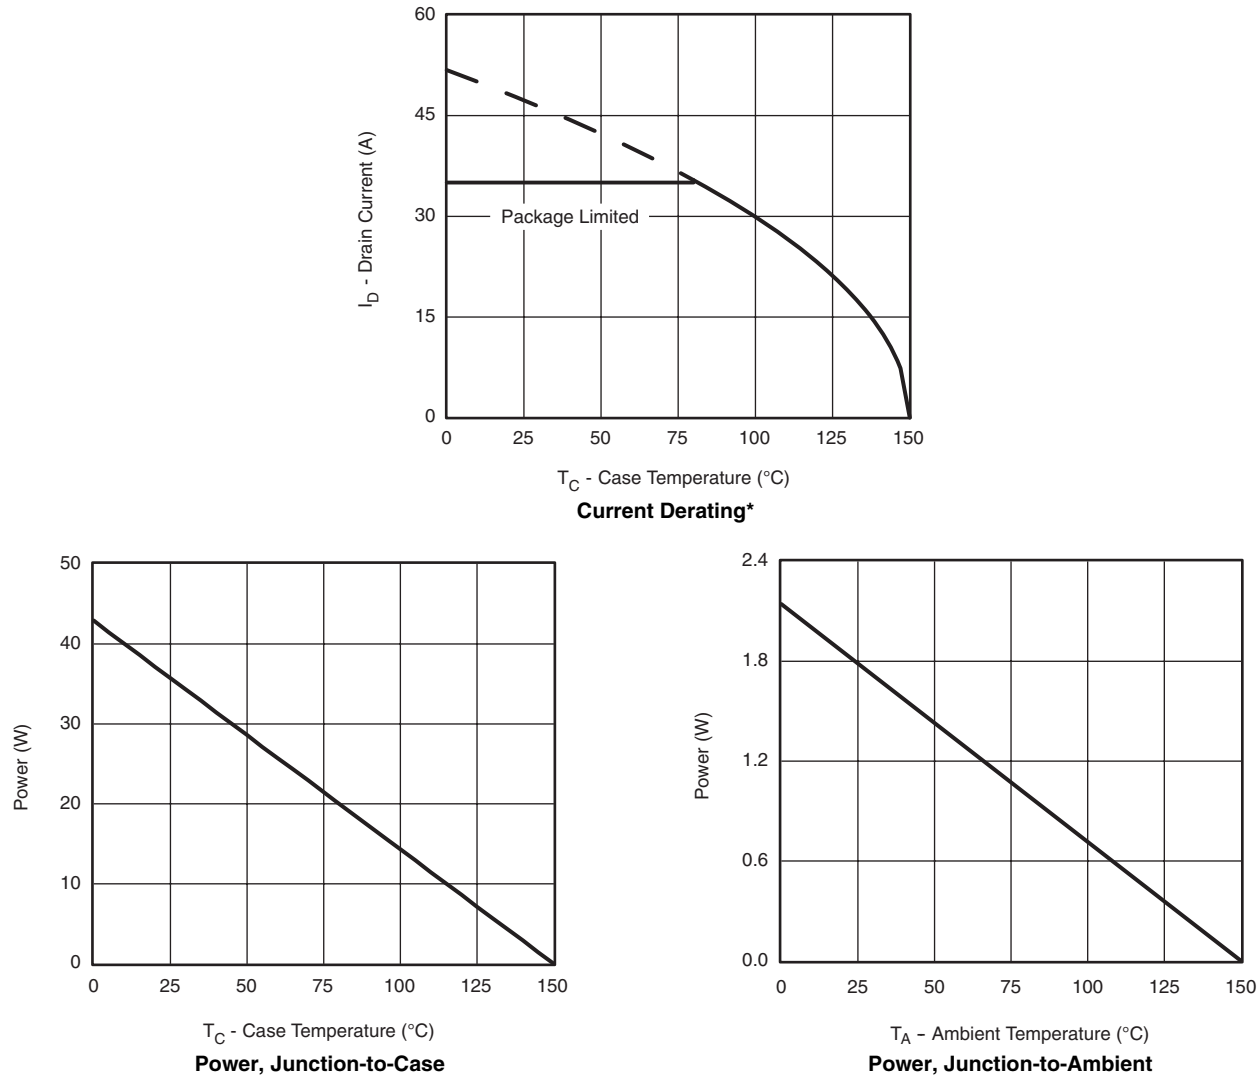 60
45
30
15
0
I_D - Drain Current (A)
Package Limited
0 25 50 75 100 125 150
T_C - Case Temperature (°C)
Current Derating*
50
40
30
20
10
0
Power (W)
0 25 50 75 100 125 150
T_C - Case Temperature (°C)
Power, Junction-to-Case
2.4
1.8
1.2
0.6
0.0
Power (W)
0 25 50 75 100 125 150
T_A - Ambient Temperature (°C)
Power, Junction-to-Ambient